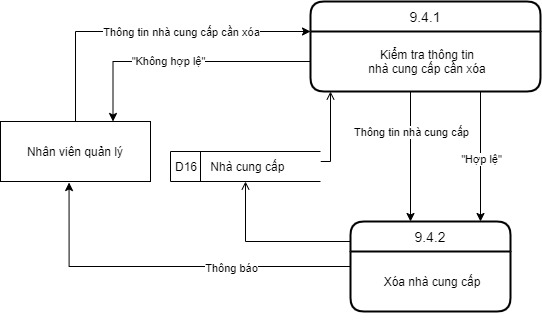 9.4.1
Thông tin nhà cung cấp cần xóa
Kiểm tra thông tin
nhà cung cấp cần xóa
"Không hợp lệ"
Thông tin nhà cung cấp
Nhân viên quản lý
D16 Nhà cung cấp
"Hợp lệ"
9.4.2
Thông báo
Xóa nhà cung cấp